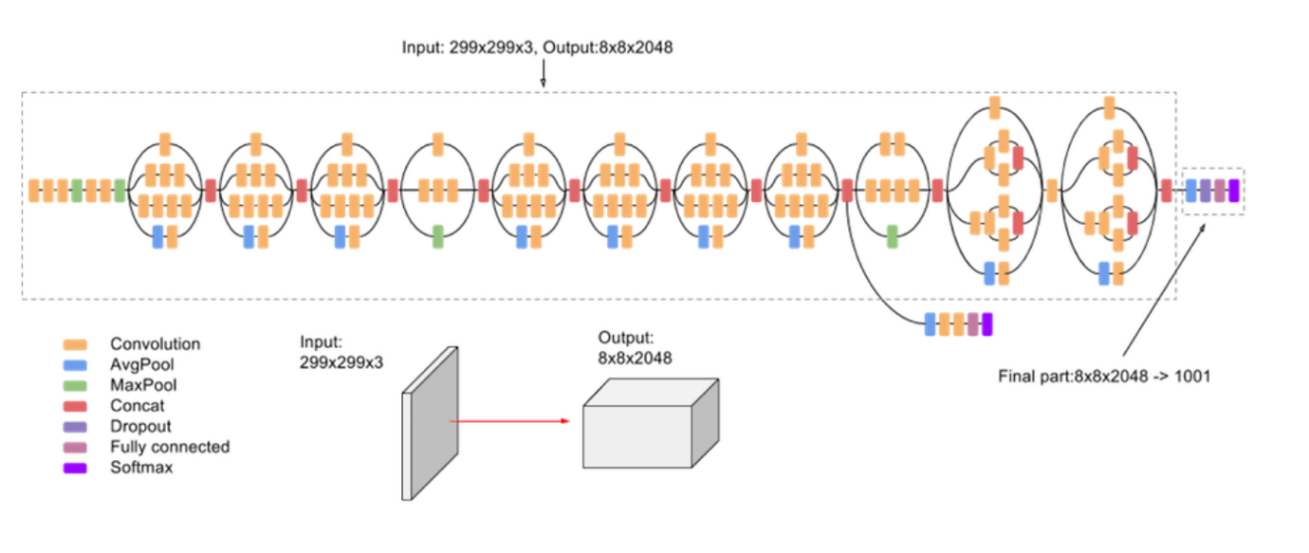 Input: 299x299x3, Output:8x8x2048
Input:
299x299x3
Output:
8x8x2048
Final part:8x8x2048 -> 1001
Convolution
AvgPool
MaxPool
Concat
Dropout
Fully connected
Softmax